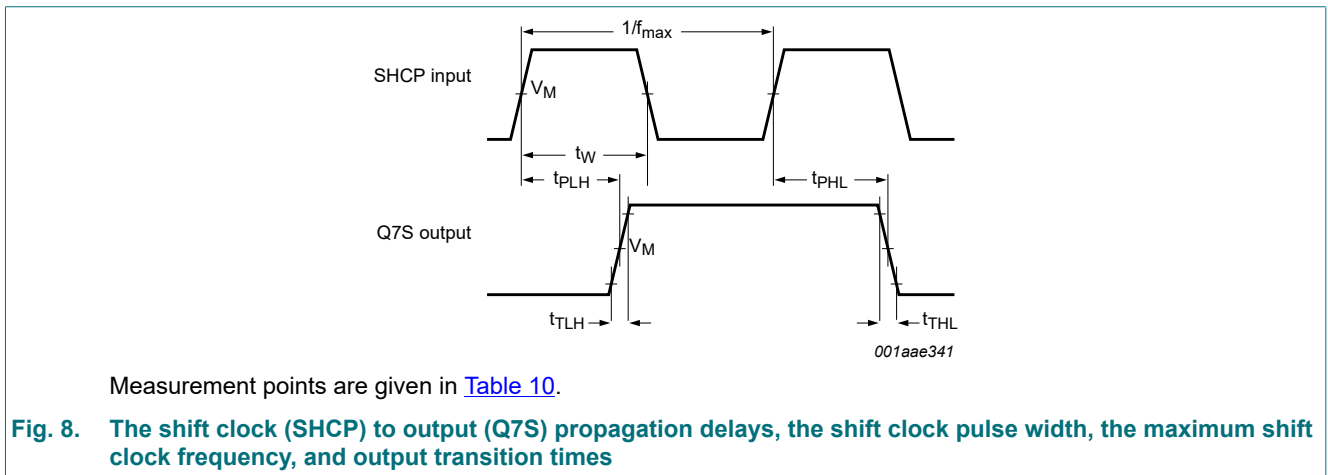 1/fmax
SHCP input
VM
tW
tPLH
tPHL
Q7S output
VM
tTLH
tTHL
001aae341
Measurement points are given in Table 10.
Fig. 8. The shift clock (SHCP) to output (Q7S) propagation delays, the shift clock pulse width, the maximum shift
clock frequency, and output transition times